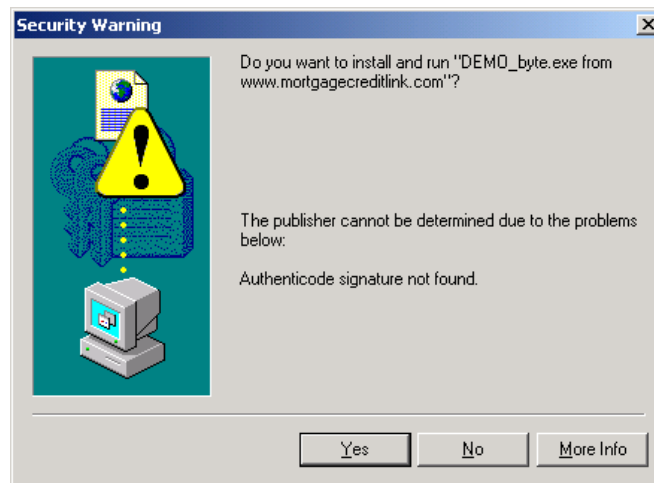 Security Warning
Do you want to install and run "DEMO_byte.exe from
www.mortgagecreditlink.com"?
The publisher cannot be determined due to the problems
below:
Authenticode signature not found.
Yes
No
More Info